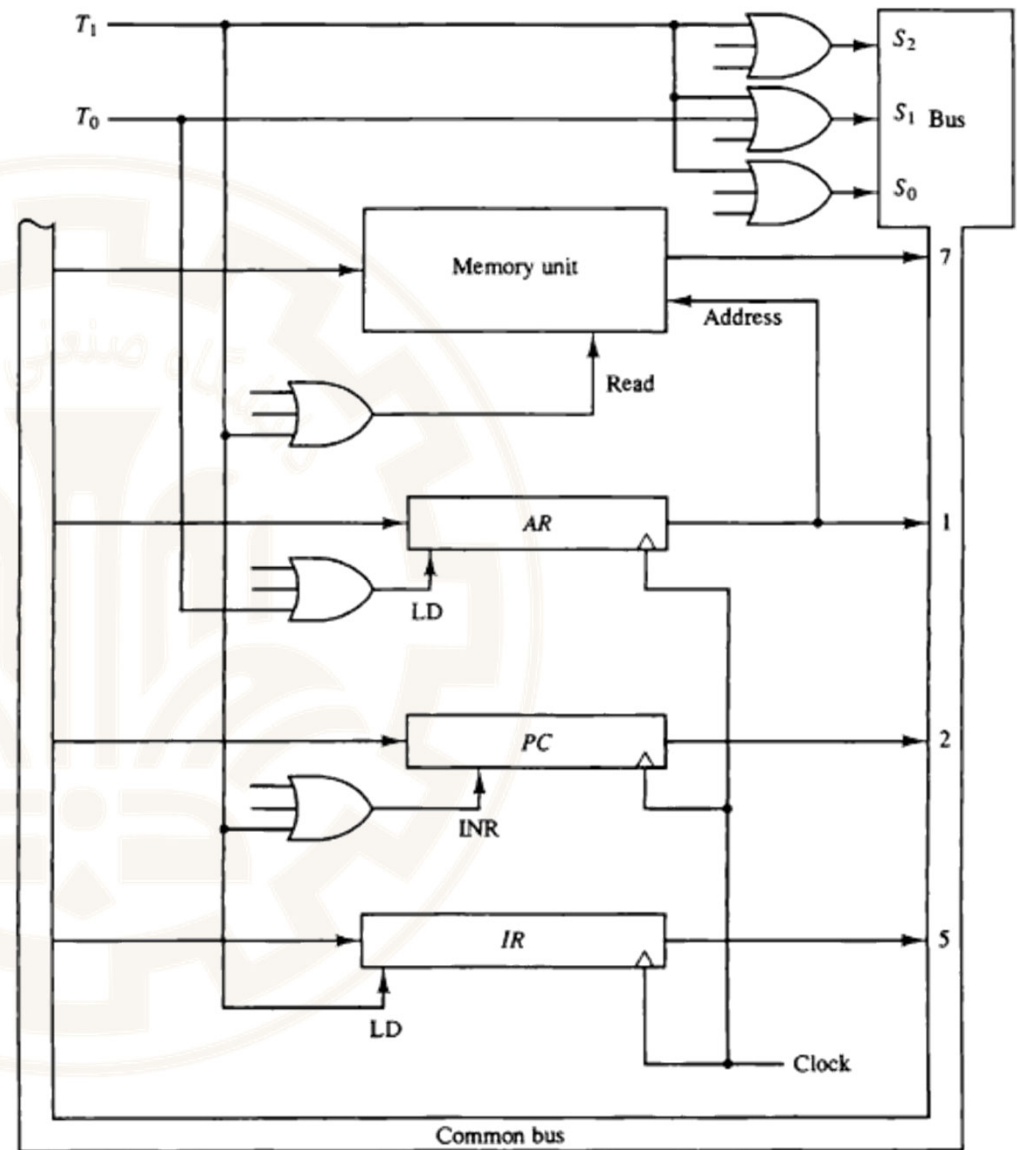 T1
S2
T0
S1 Bus
S0
Memory unit
7
Address
Read
AR
1
LD
PC
2
INR
IR
5
LD
Clock
Common bus